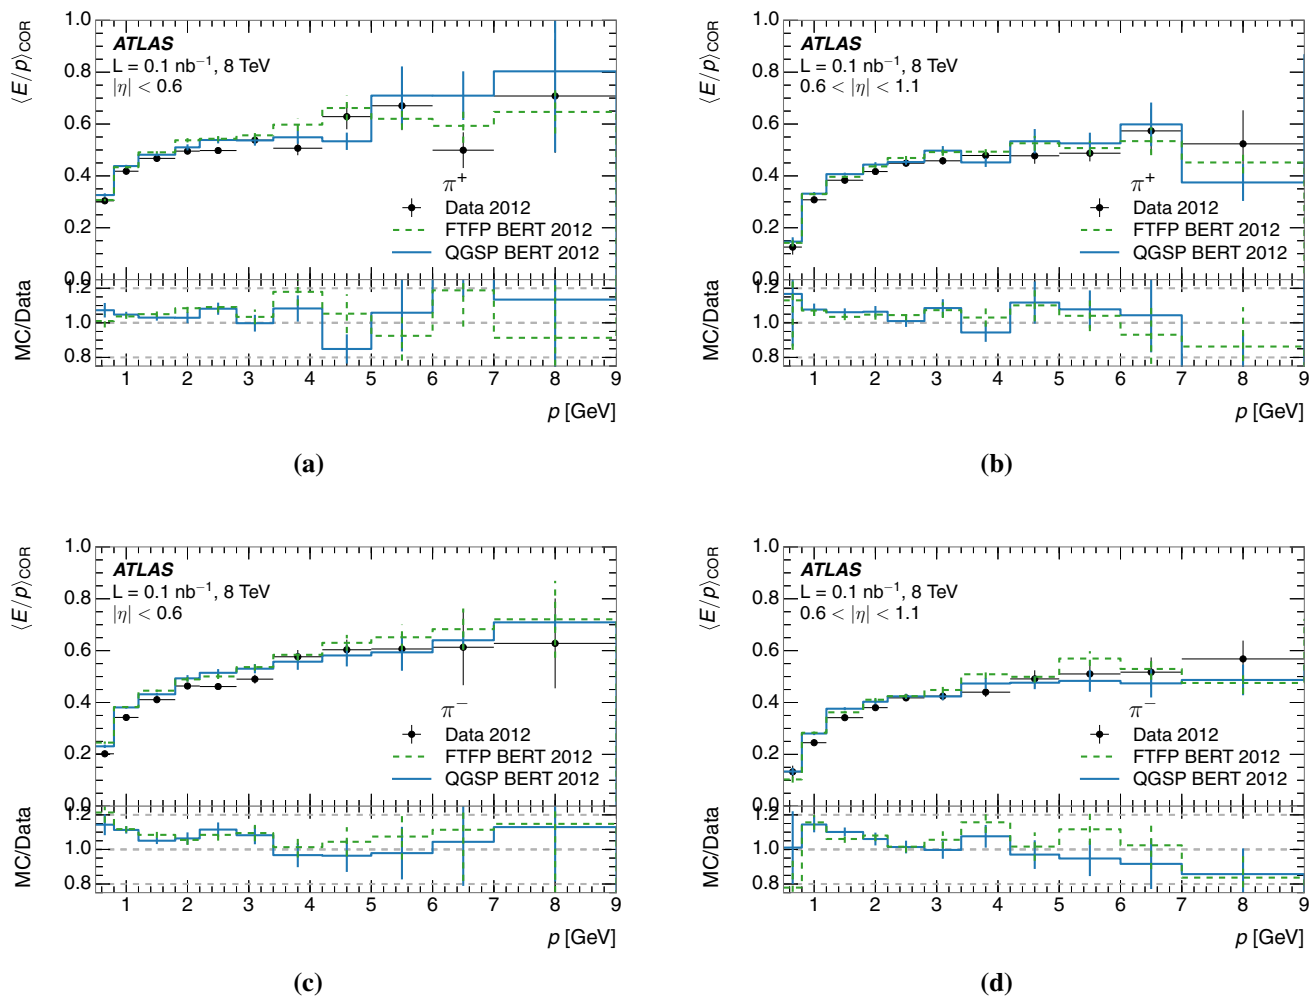 1.0
0.8
0.6
0.4
0.2
0.0
⟨E/p⟩COR
ATLAS
L = 0.1 nb−1, 8 TeV
|η| < 0.6
π+
Data 2012
FTFP BERT 2012
QGSP BERT 2012
1.2
1.0
0.8
MC/Data
1 2 3 4 5 6 7 8 9
p [GeV]
(a)
1.0
0.8
0.6
0.4
0.2
0.0
⟨E/p⟩COR
ATLAS
L = 0.1 nb−1, 8 TeV
0.6 < |η| < 1.1
π+
Data 2012
FTFP BERT 2012
QGSP BERT 2012
1.2
1.0
0.8
MC/Data
1 2 3 4 5 6 7 8 9
p [GeV]
(b)
1.0
0.8
0.6
0.4
0.2
0.0
⟨E/p⟩COR
ATLAS
L = 0.1 nb−1, 8 TeV
|η| < 0.6
π−
Data 2012
FTFP BERT 2012
QGSP BERT 2012
1.2
1.0
0.8
MC/Data
1 2 3 4 5 6 7 8 9
p [GeV]
(c)
1.0
0.8
0.6
0.4
0.2
0.0
⟨E/p⟩COR
ATLAS
L = 0.1 nb−1, 8 TeV
0.6 < |η| < 1.1
π−
Data 2012
FTFP BERT 2012
QGSP BERT 2012
1.2
1.0
0.8
MC/Data
1 2 3 4 5 6 7 8 9
p [GeV]
(d)